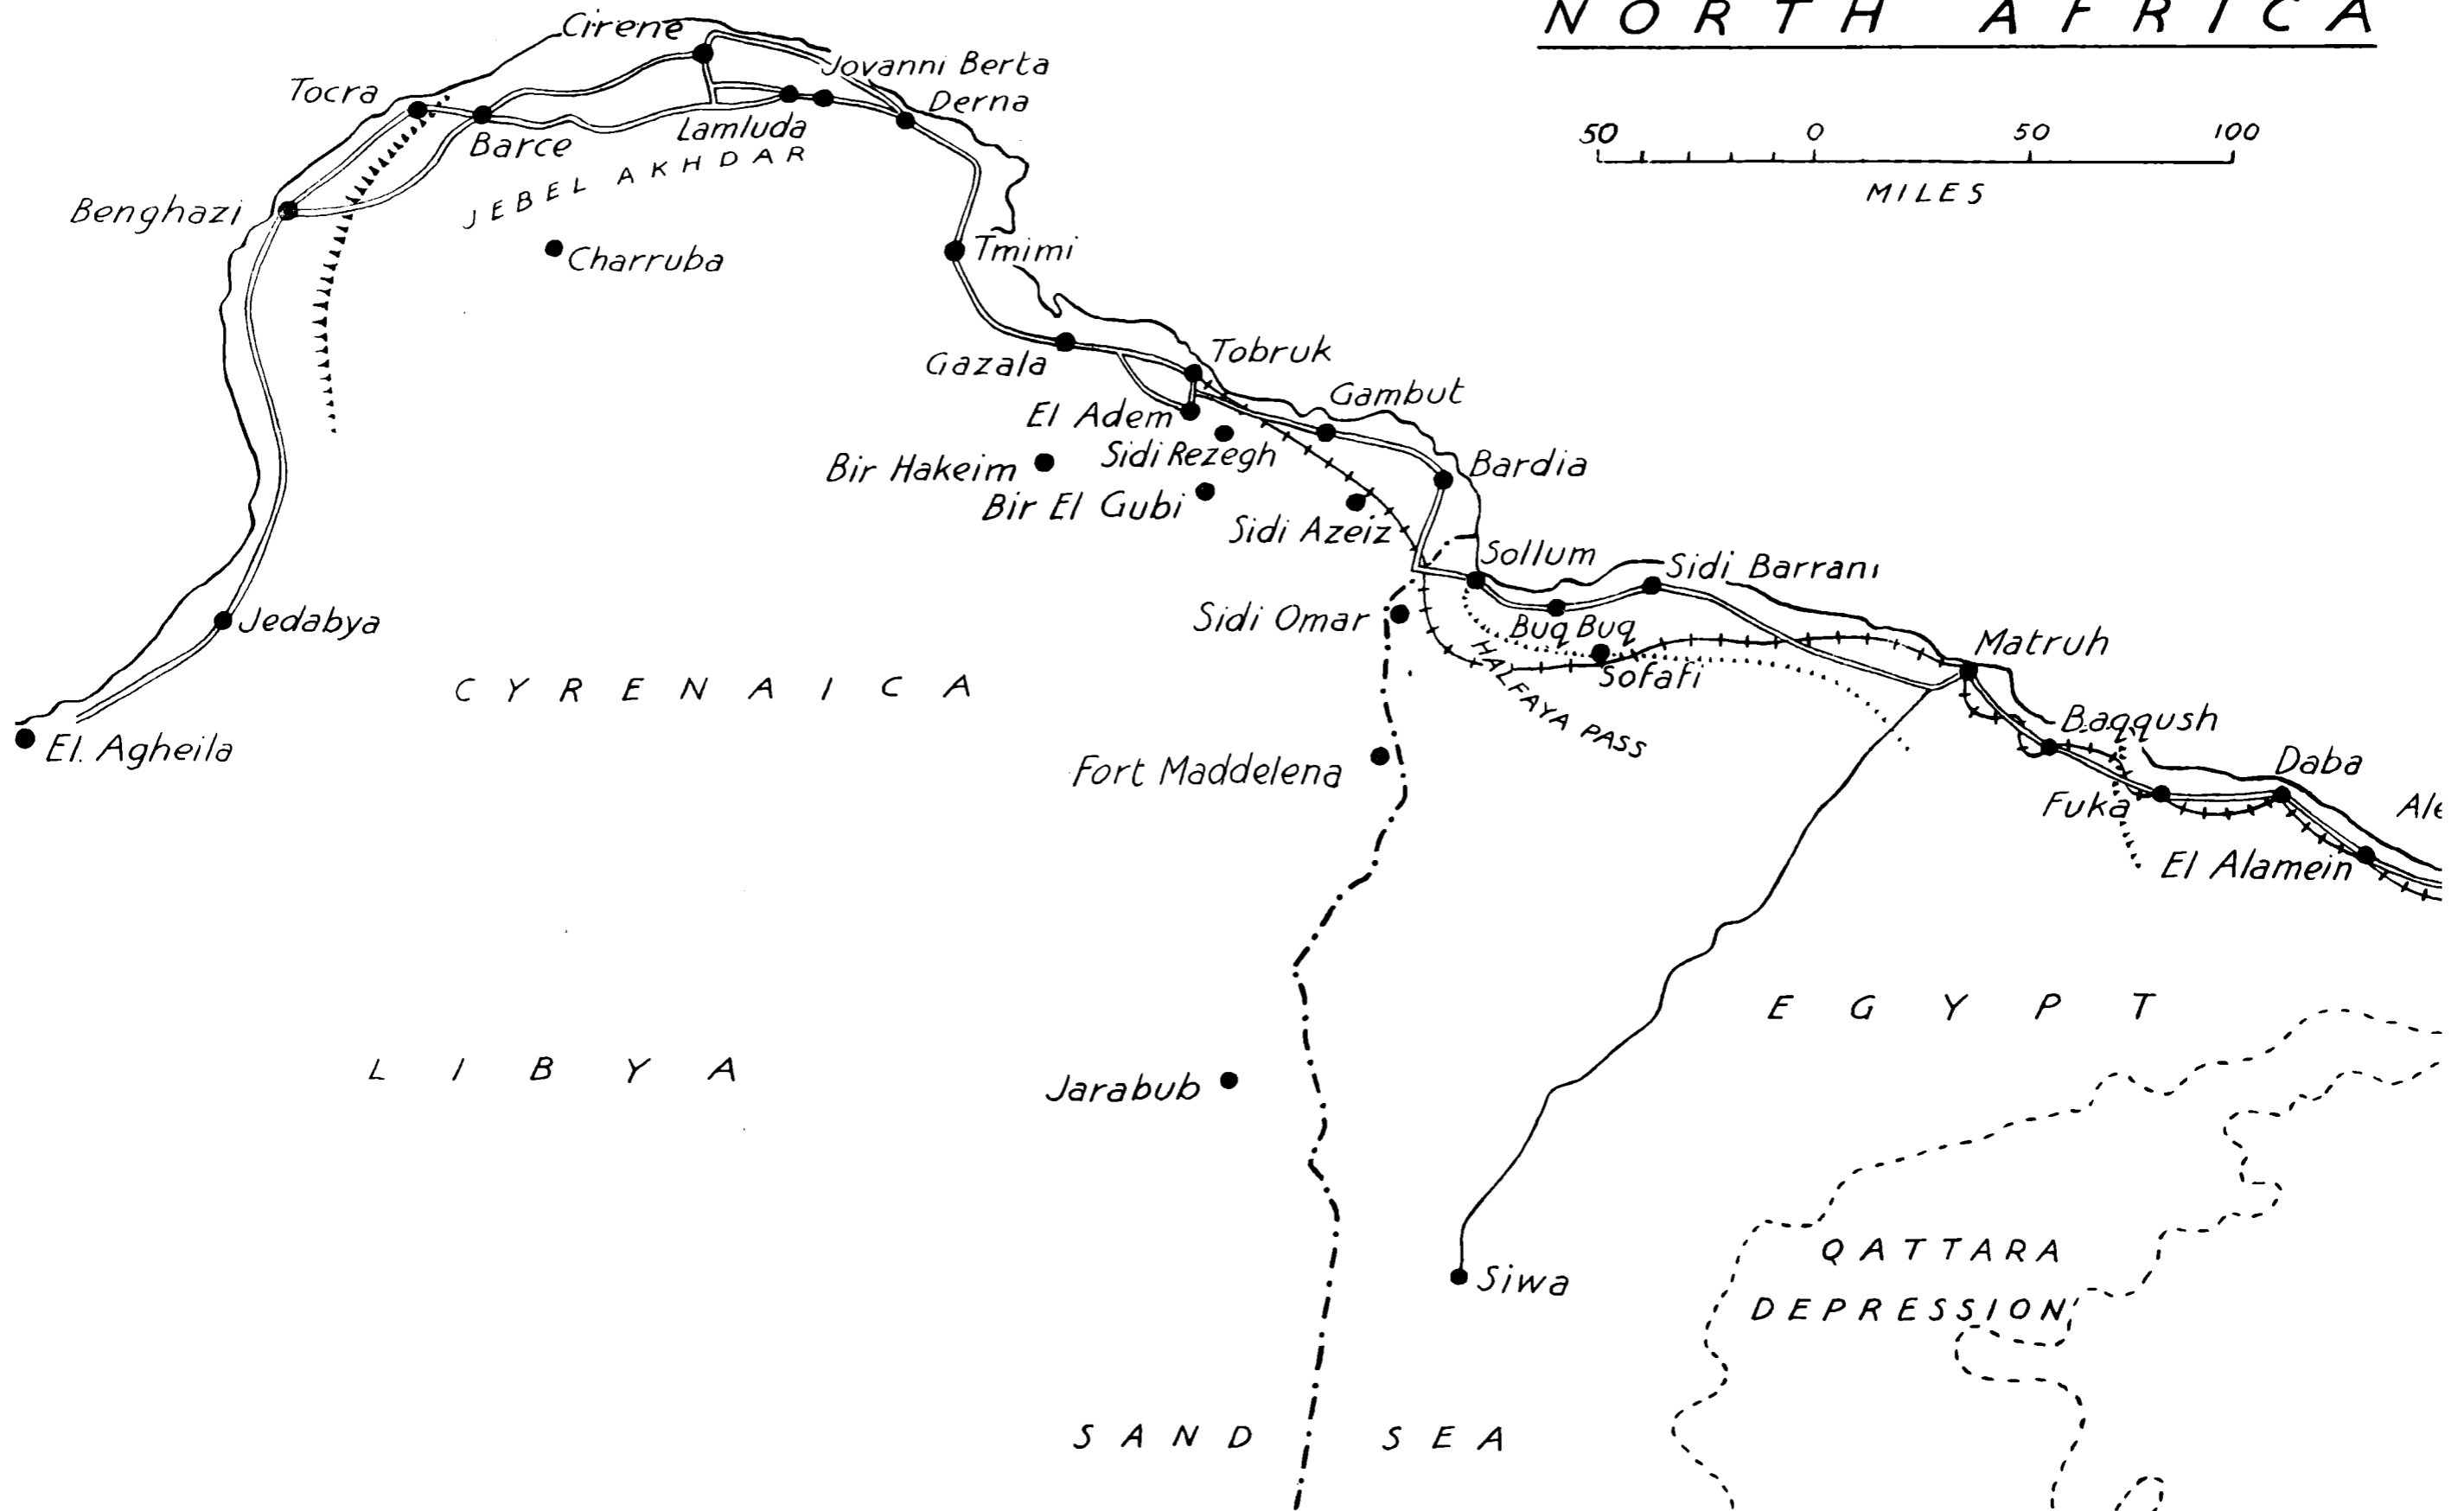 NORTH AFRICA
50 0 50 100
MILES
Cirene
Jovanni Berta
Tocra
Derna
Lamluda
Barce
JEBEL AKHDAR
Benghazi
Charruba
Tmimi
Tobruk
Gazala
Gambut
El Adem
Sidi Rezegh
Bir Hakeim
Bardia
Bir El Gubi
Sidi Azeiz
Sollum
Sidi Barrani
Sidi Omar
Buq Buq
Jedabya
Matruh
Sofafi
HALFAYA PASS
CYRENAICA
Baqqush
El. Agheila
Fort Maddelena
Daba
Fuka
Ale
El Alamein
EGYPT
LIBYA
Jarabub
Siwa
QATTARA
DEPRESSION
SAND SEA